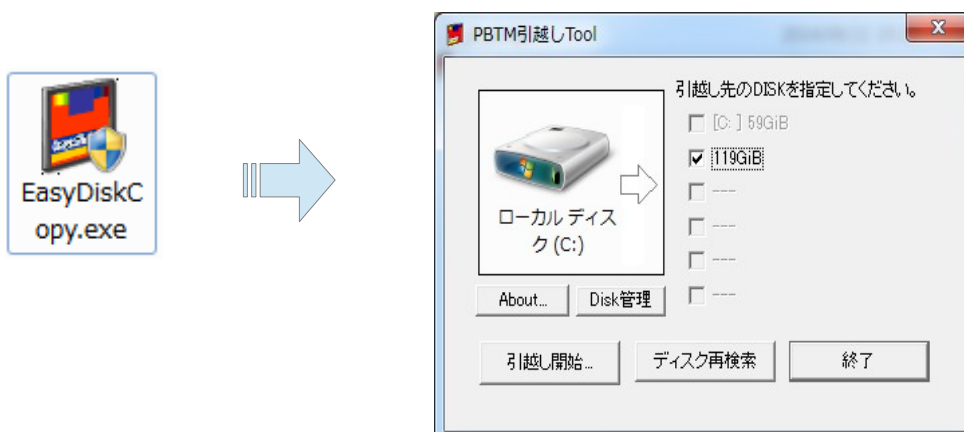 EasyDiskC
opy.exe
PBTM引越しTool
引越し先のDISKを指定してください。
[C: ] 59GiB
119GiB
---
---
---
---
ローカル ディス
ク (C:)
About...
Disk管理
引越し開始...
ディスク再検索
終了